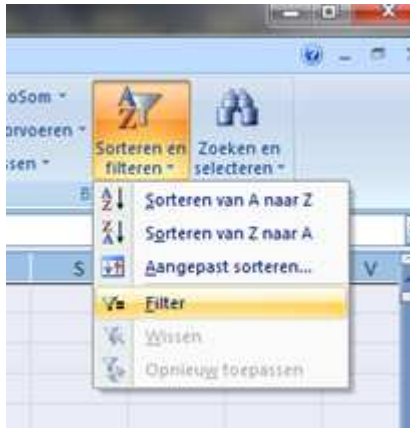 oSom
orvoeren
sen
Sorteren en
filteren
Zoeken en
selecteren
B
Sorteren van A naar Z
Sorteren van Z naar A
Aangepast sorteren...
S
V
Filter
Wissen
Opnieuw toepassen